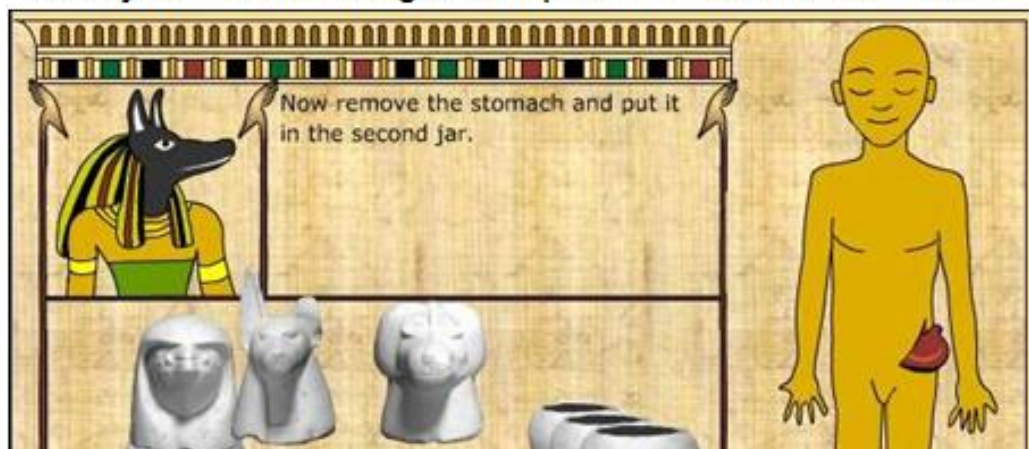 Now remove the stomach and put it
in the second jar.